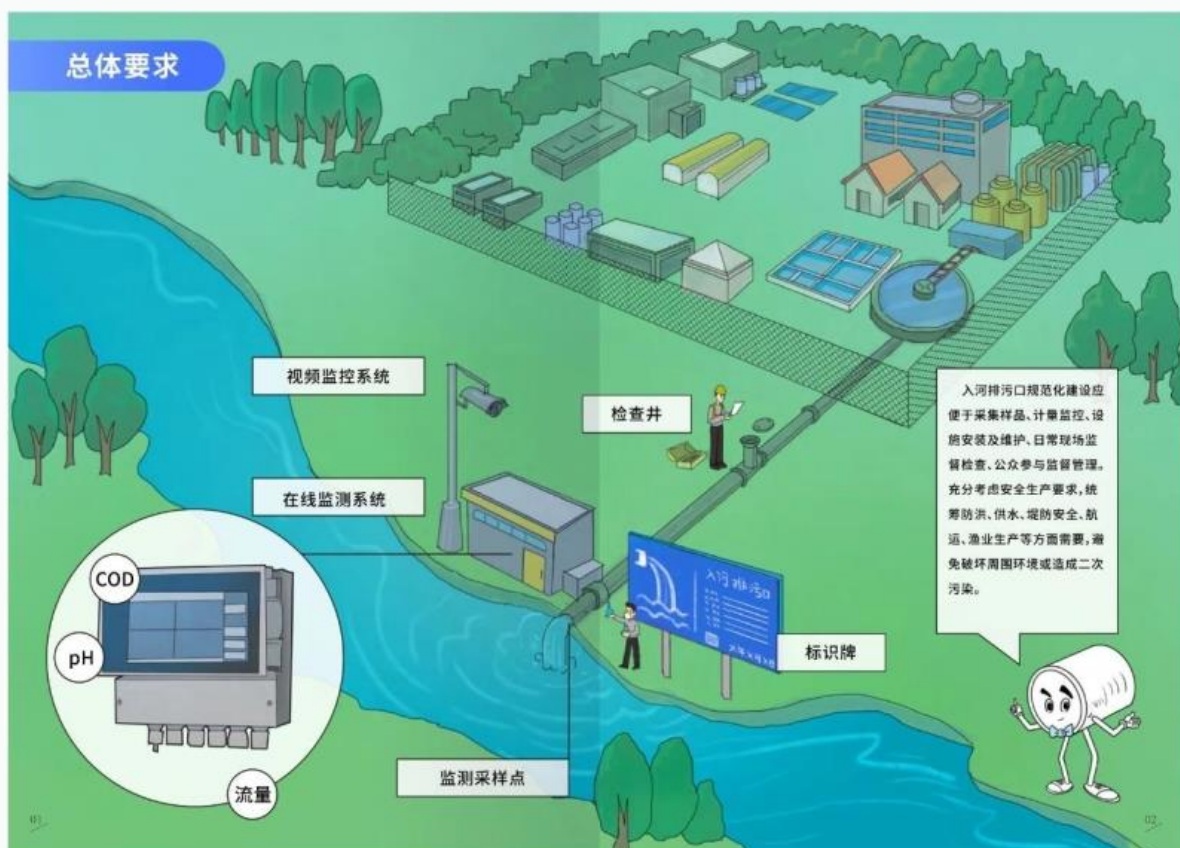 总体要求
视频监控系统
检查井
在线监测系统
COD
pH
流量
入河排污口
标识牌
监测采样点
入河排污口规范化建设应
便于采集样品、计量监控、设
施安装及维护、日常现场监
督检查、公众参与监督管理。
充分考虑安全生产要求,统
筹防洪、供水、堤防安全、航
运、渔业生产等方面需要,避
免破坏周围环境或造成二次
污染。
01
02